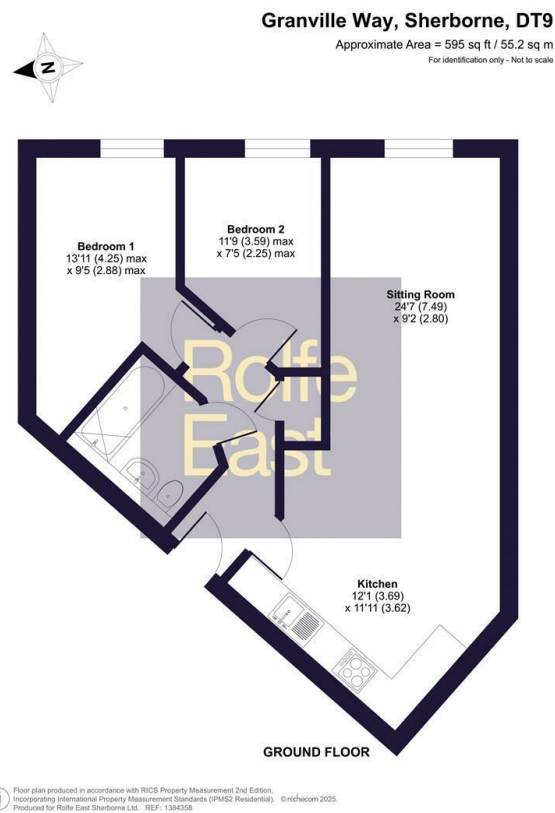 Granville Way, Sherborne, DT9
Approximate Area = 595 sq ft / 55.2 sq m
For identification only - Not to scale
N
Bedroom 1
13'11 (4.25) max
x 9'5 (2.88) max
Bedroom 2
11'9 (3.59) max
x 7'5 (2.25) max
Sitting Room
24'7 (7.49)
x 9'2 (2.80)
Rolfe
East
Kitchen
12'1 (3.69)
x 11'11 (3.62)
GROUND FLOOR
Floor plan produced in accordance with RICS Property Measurement 2nd Edition,
Incorporating International Property Measurement Standards (IPMS2 Residential). ©nichecom 2025.
Produced for Rolfe East Sherborne Ltd. REF: 1384358